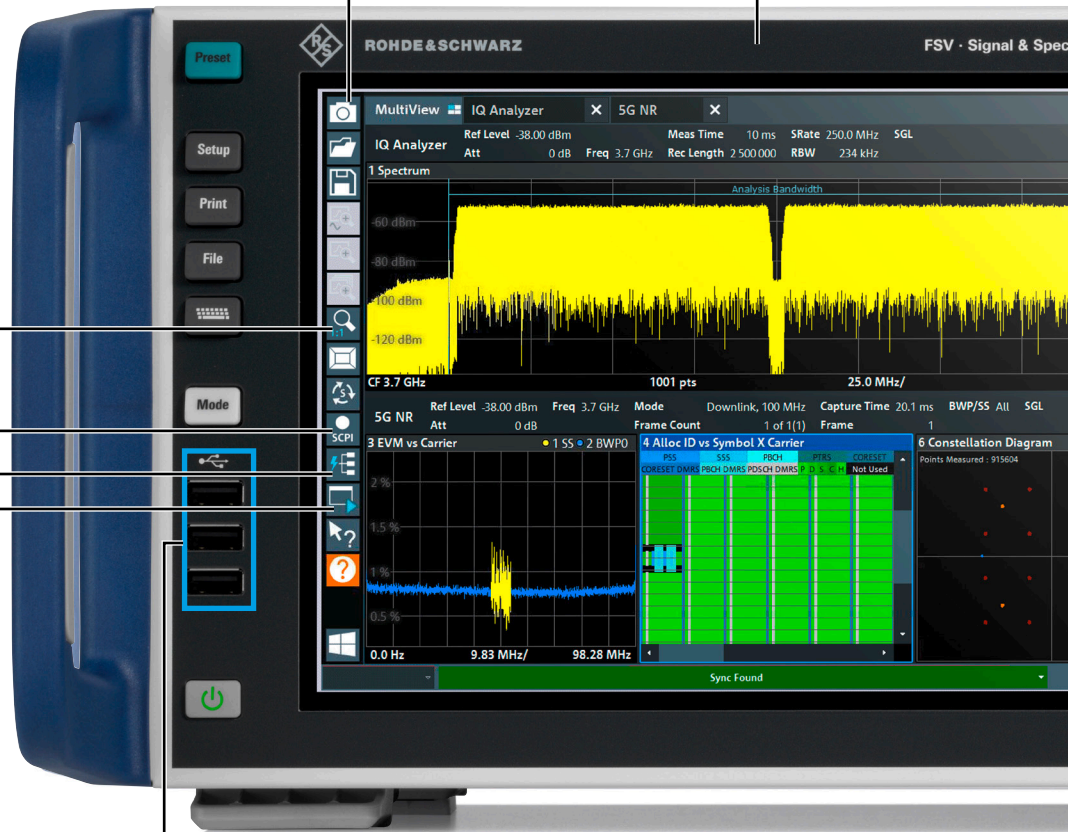 Preset
R&S
ROHDE&SCHWARZ
FSV · Signal & Spec
Setup
Print
File
Mode
MultiView
IQ Analyzer
5G NR
IQ Analyzer
Ref Level -38.00 dBm
Meas Time 10 ms
SRate 250.0 MHz
SGL
Att 0 dB
Freq 3.7 GHz
Rec Length 2 500 000
RBW 234 kHz
1 Spectrum
Analysis Bandwidth
-60 dBm
-80 dBm
-100 dBm
-120 dBm
1:1
CF 3.7 GHz
1001 pts
25.0 MHz/
S
SCPI
5G NR
Ref Level -38.00 dBm
Freq 3.7 GHz
Mode Downlink, 100 MHz
Capture Time 20.1 ms
BWP/SS All
SGL
Att 0 dB
Frame Count 1 of 1(1)
Frame 1
3 EVM vs Carrier
1 SS
2 BWP0
2 %
1.5 %
1 %
0.5 %
0.0 Hz
9.83 MHz/
98.28 MHz
4 Alloc ID vs Symbol X Carrier
PSS
SSS
PBCH
PTRS
CORESET
CORESET DMRS
PBCH DMRS
PDSCH DMRS
P D S C H
Not Used
6 Constellation Diagram
Points Measured : 915604
?
?
Sync Found